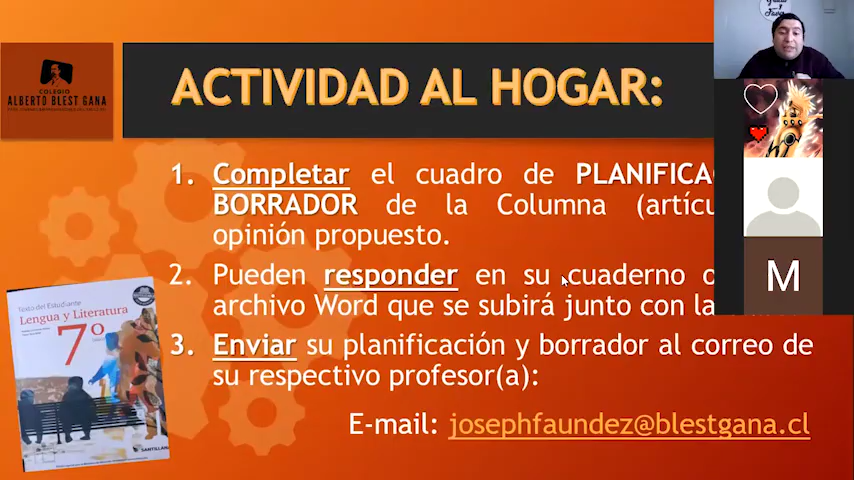 COLEGIO
ALBERTO BLEST GANA
ACTIVIDAD AL HOGAR:
1. Completar el cuadro de PLANIFICA
BORRADOR de la Columna (artícu
opinión propuesto.
2. Pueden responder en su cuaderno o
archivo Word que se subirá junto con la
3. Enviar su planificación y borrador al correo de
su respectivo profesor(a):
E-mail: josephfaundez@blestgana.cl
Texto del Estudiante
Lengua y Literatura
7°
SANTILLANA
M